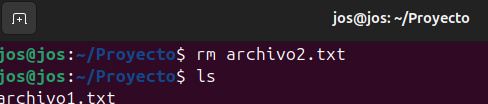 jos@jos: ~/Proyecto
jos@jos:~/Proyecto$ rm archivo2.txt
jos@jos:~/Proyecto$ ls
archivo1.txt